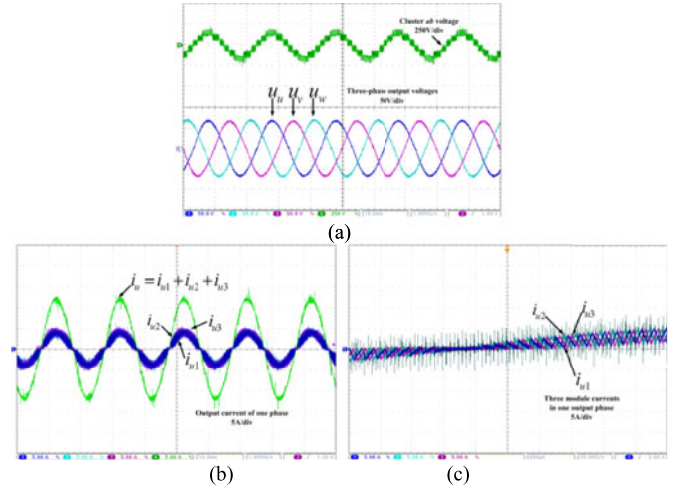 Cluster ab voltage
250V/div
Three-phaw output voltages
50V/div
u_u u_v u_w
(a)
i_u = i_u1 + i_u2 + i_u3
i_u2
i_u3
i_u1
Output current of one phase
5A/div
(b)
i_u2
i_u3
i_u1
Three module currents
in one output phase
5A/div
(c)